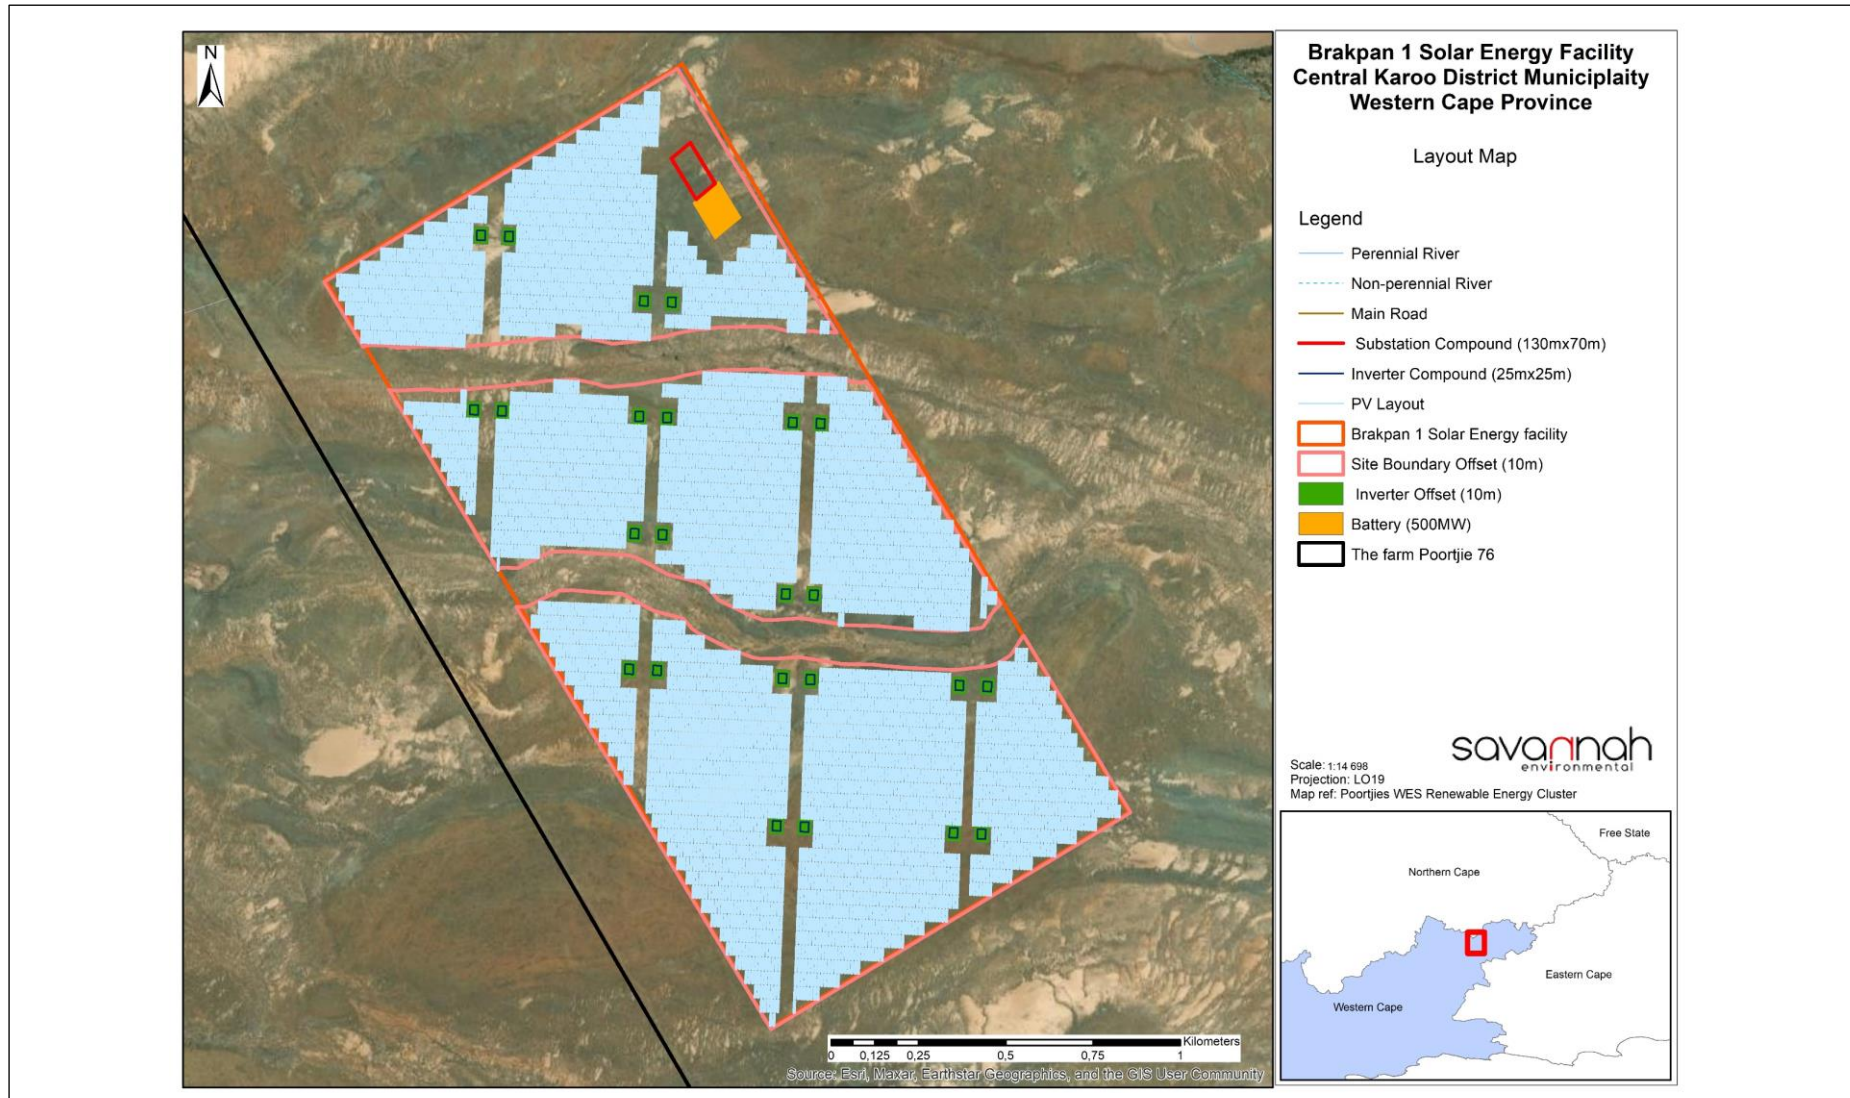 N
Brakpan 1 Solar Energy Facility
Central Karoo District Municiplaity
Western Cape Province
Layout Map
Legend
Perennial River
Non-perennial River
Main Road
Substation Compound (130mx70m)
Inverter Compound (25mx25m)
PV Layout
Brakpan 1 Solar Energy facility
Site Boundary Offset (10m)
Inverter Offset (10m)
Battery (500MW)
The farm Poortjie 76
savannah
environmental
Scale: 1:14 698
Projection: LO19
Map ref: Poortjies WES Renewable Energy Cluster
Free State
Northern Cape
Eastern Cape
Western Cape
Kilometers
0 0,125 0,25 0,5 0,75 1
Source: Esri, Maxar, Earthstar Geographics, and the GIS User Community